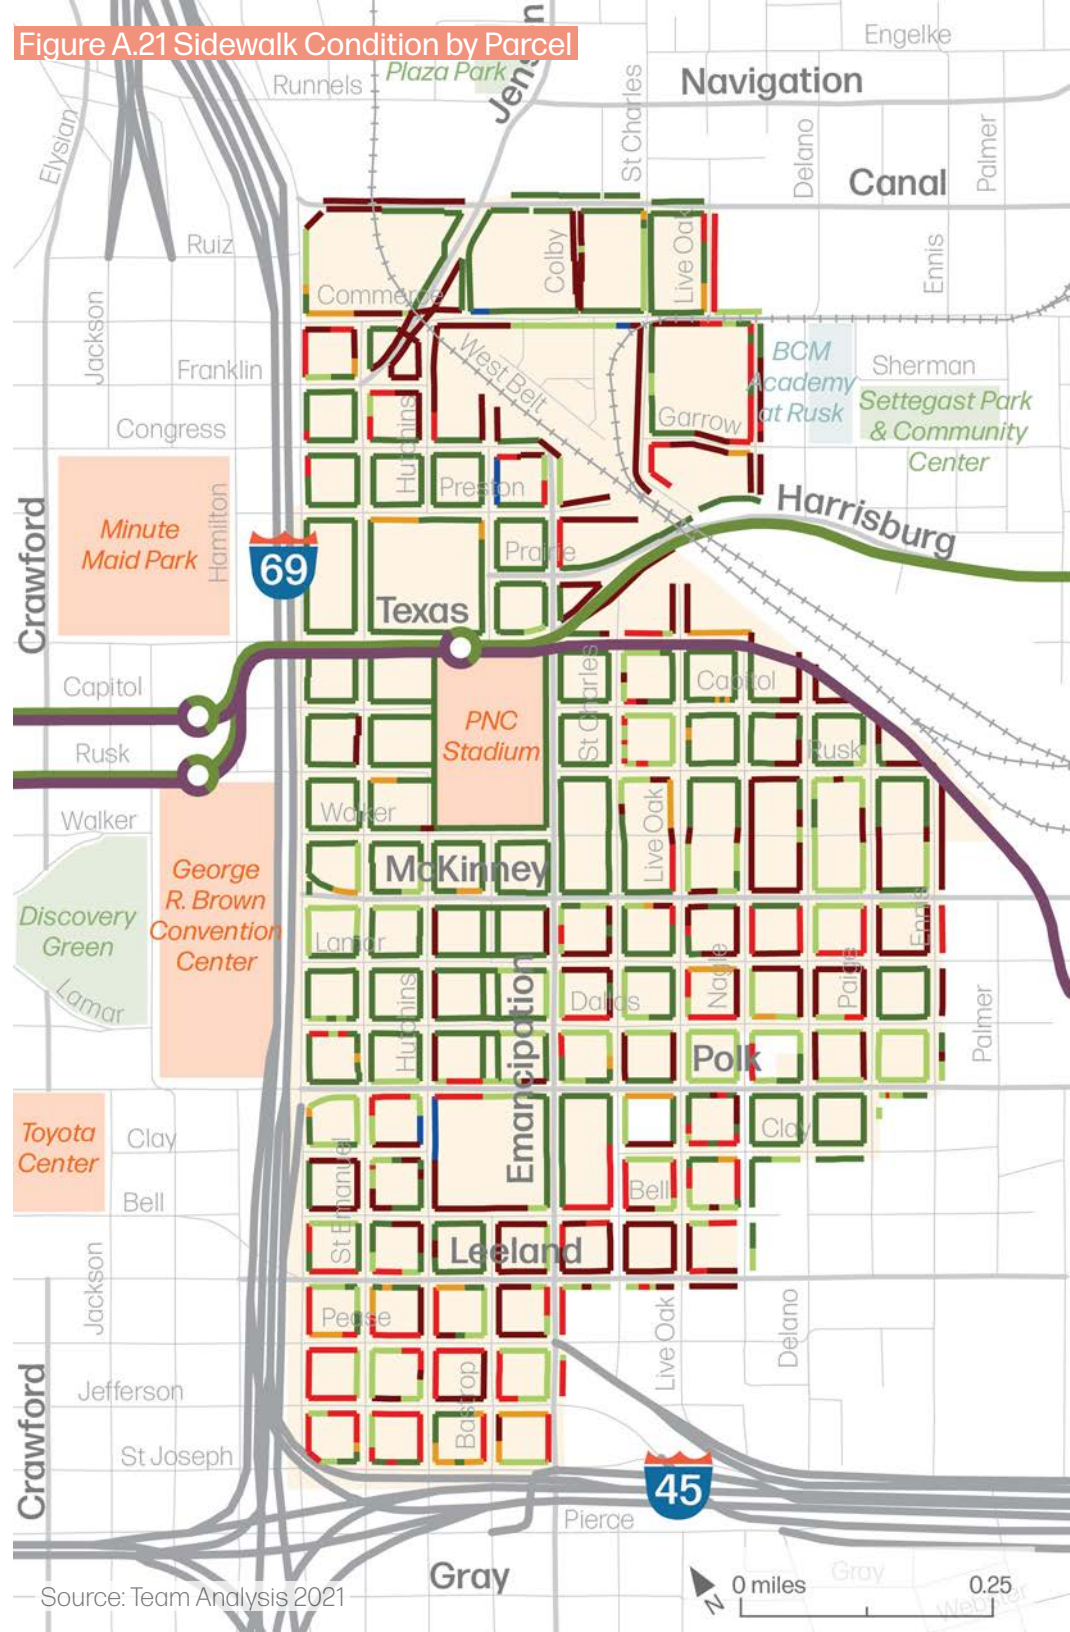 Figure A.21 Sidewalk Condition by Parcel
Engelke
Plaza Park
Runnels
Navigation
St Charles
Elysian
Delano
Palmer
Canal
Ruiz
Colby
Live Oak
Ennis
Commerce
Jackson
Franklin
West Belt
BCM
Academy
at Rusk
Sherman
Settegast Park
& Community
Center
Garrow
Congress
Hutchins
Preston
Harrisburg
Crawford
Minute
Maid Park
Hamilton
69
Prairie
Texas
Capitol
St Charles
Capitol
PNC
Stadium
Rusk
Rusk
Walker
Walker
Live Oak
McKinney
George
R. Brown
Convention
Center
Discovery
Green
Lamar
Lamar
Ennis
Nagle
Paige
Hutchins
Emancipation
Dallas
Palmer
Polk
Toyota
Center
Clay
Clay
Bell
Bell
St Emanuel
Leeland
Jackson
Pease
Live Oak
Delano
Crawford
Jefferson
Bastrop
St Joseph
45
Pierce
Gray
Gray
Webster
N
0 miles
0.25
Source: Team Analysis 2021